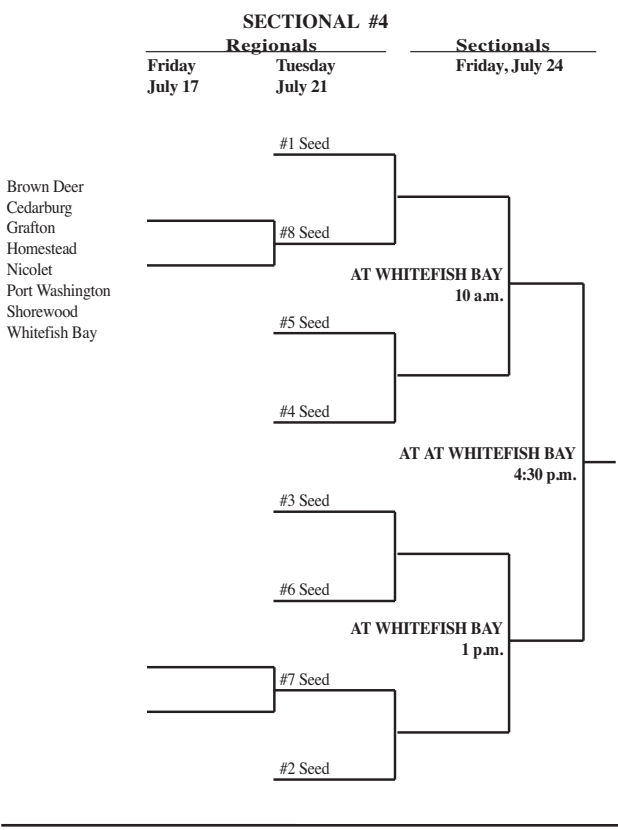 SECTIONAL #4
Regionals
Sectionals
Friday
July 17
Tuesday
July 21
Friday, July 24
Brown Deer
Cedarburg
Grafton
Homestead
Nicolet
Port Washington
Shorewood
Whitefish Bay
#1 Seed
#8 Seed
AT WHITEFISH BAY
10 a.m.
#5 Seed
#4 Seed
AT AT WHITEFISH BAY
4:30 p.m.
#3 Seed
#6 Seed
AT WHITEFISH BAY
1 p.m.
#7 Seed
#2 Seed